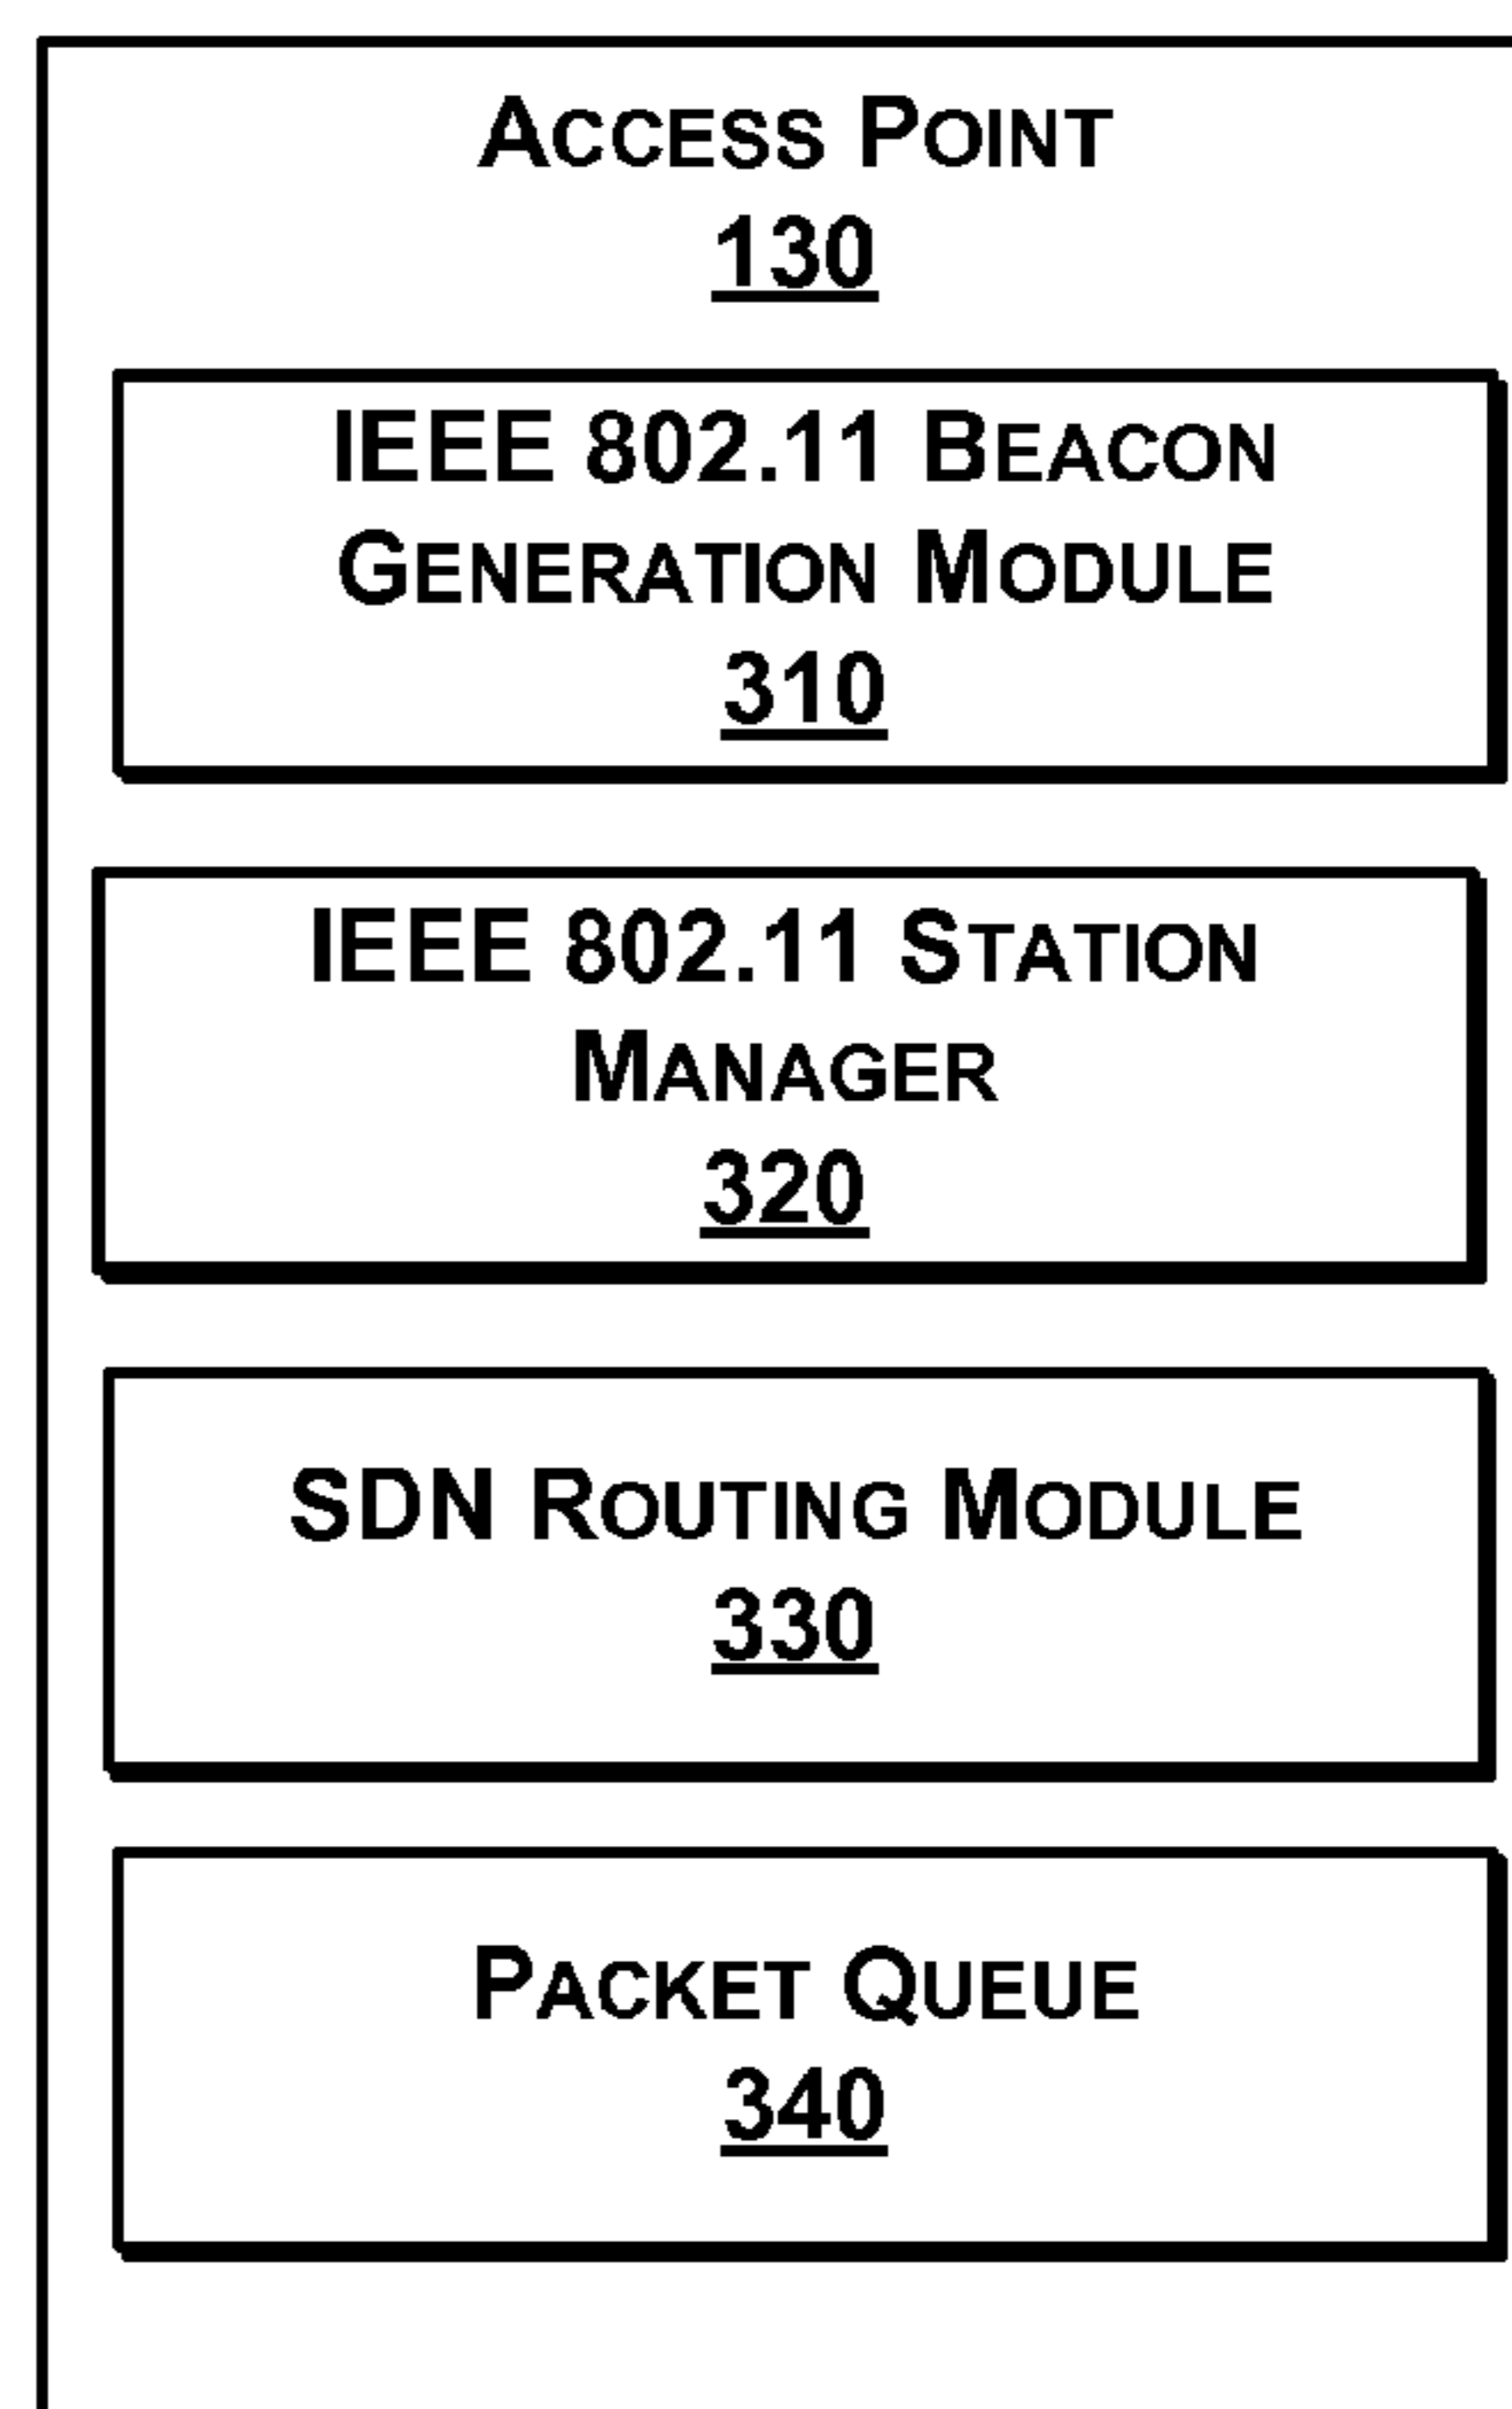 ACCESS POINT
130
IEEE 802.11 BEACON
GENERATION MODULE
310
IEEE 802.11 STATION
MANAGER
320
SDN ROUTING MODULE
330
PACKET QUEUE
340